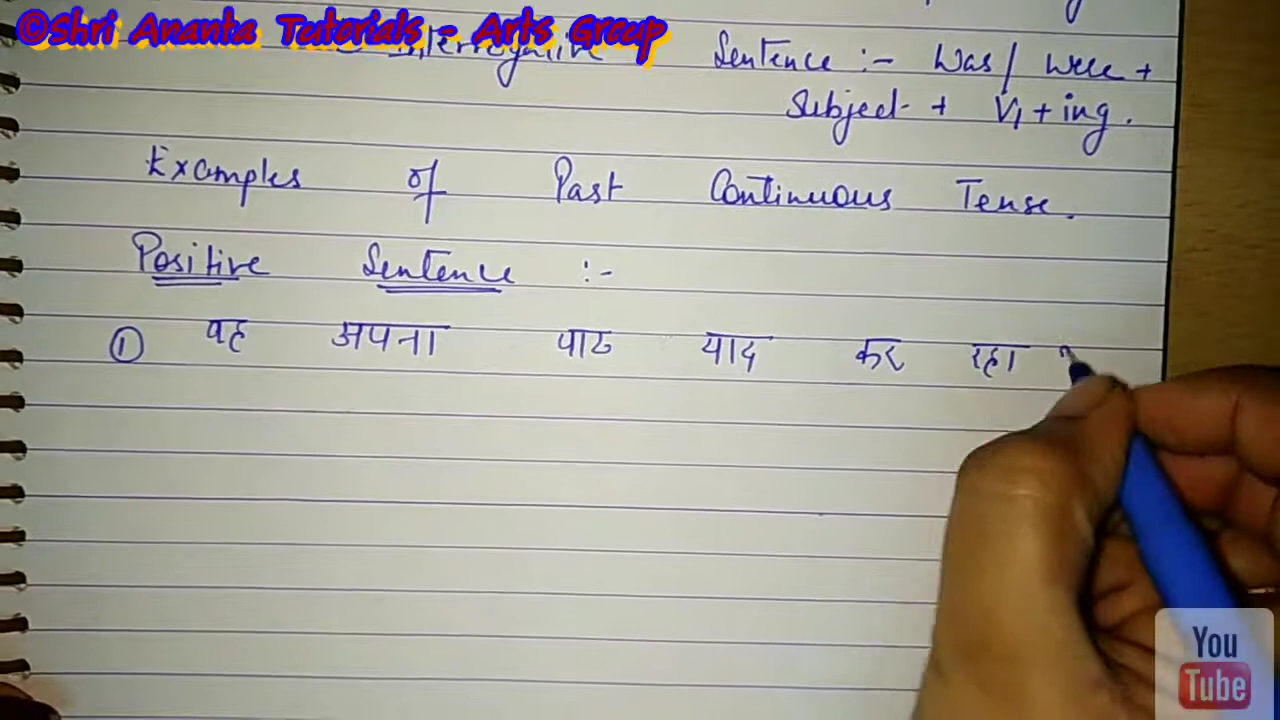 ©Shri Ananta Tutorials - Arts Group
Interrogative Sentence :- Was/ Were +
Subject + V1 + ing.
Examples of Past Continuous Tense.
Positive Sentence :-
① वह अपना पाठ याद कर रहा
You
Tube